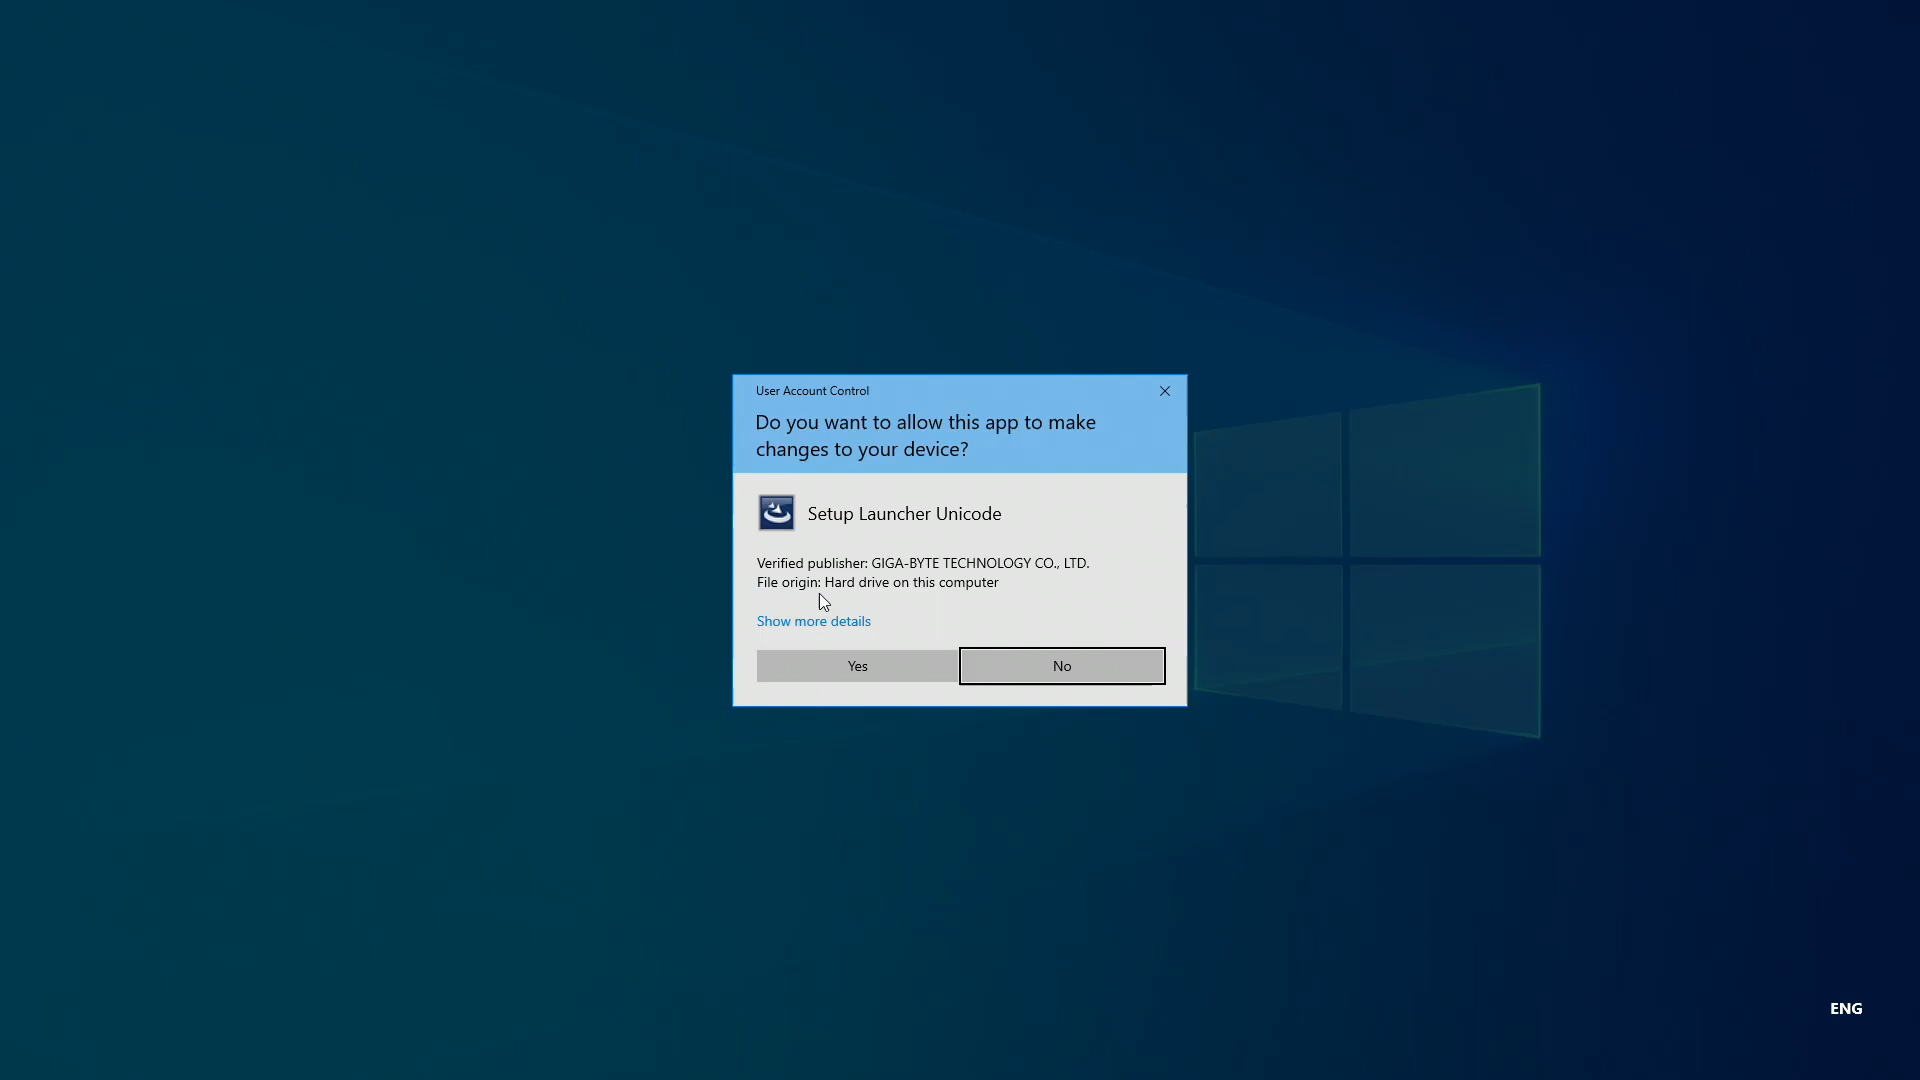 User Account Control
Do you want to allow this app to make
changes to your device?
Setup Launcher Unicode
Verified publisher: GIGA-BYTE TECHNOLOGY CO., LTD.
File origin: Hard drive on this computer
Show more details
Yes
No
ENG